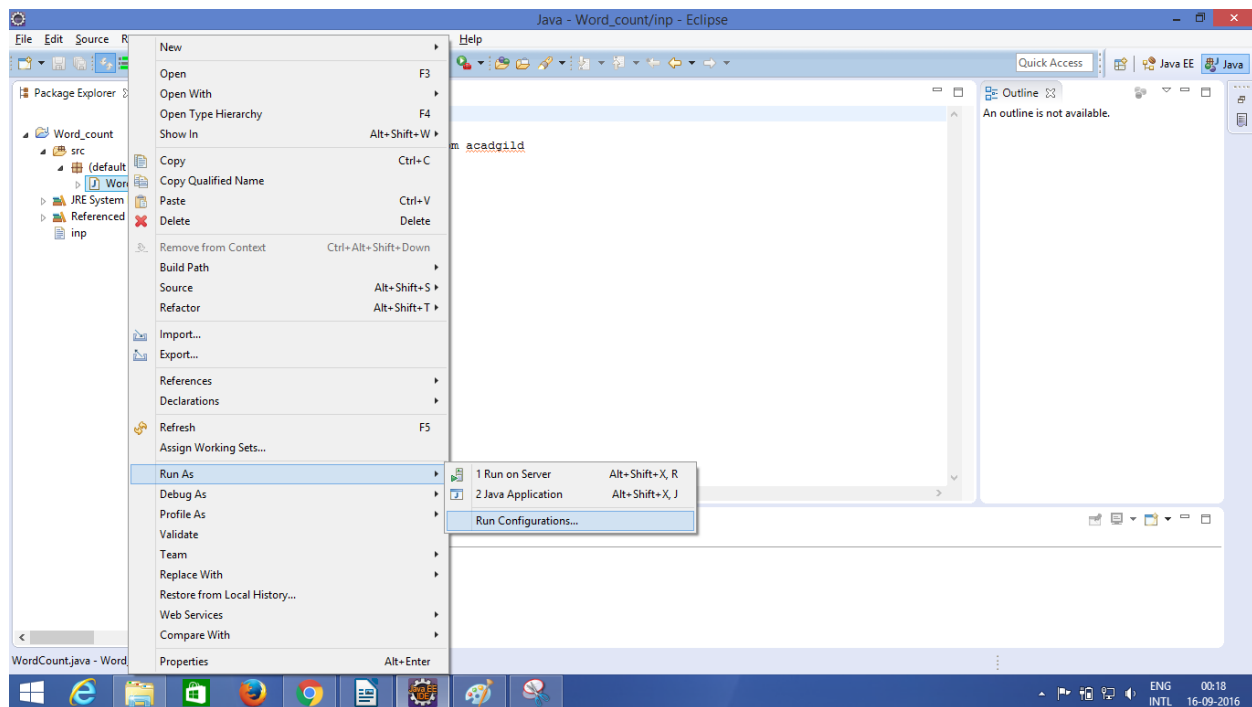 Java - Word_count/inp - Eclipse
File Edit Source R
Help
Quick Access
Java EE
Java
Package Explorer
Word_count
src
(default
Wor
JRE System
Referenced
inp
New
Open F3
Open With
Open Type Hierarchy F4
Show In Alt+Shift+W
Copy Ctrl+C
Copy Qualified Name
Paste Ctrl+V
Delete Delete
Remove from Context Ctrl+Alt+Shift+Down
Build Path
Source Alt+Shift+S
Refactor Alt+Shift+T
Import...
Export...
References
Declarations
Refresh F5
Assign Working Sets...
Run As
Debug As
Profile As
Validate
Team
Replace With
Restore from Local History...
Web Services
Compare With
Properties Alt+Enter
1 Run on Server Alt+Shift+X, R
2 Java Application Alt+Shift+X, J
Run Configurations...
m acadgild
Outline
An outline is not available.
WordCount.java - Word
Java EE
IDE
ENG
INTL
00:18
16-09-2016